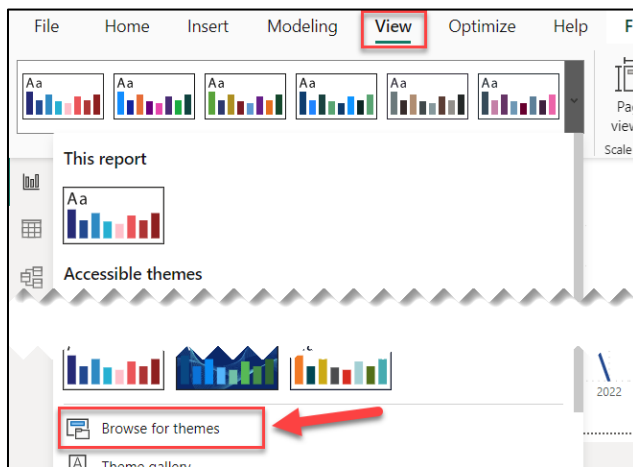 File Home Insert Modeling View Optimize Help
Aa Aa Aa Aa Aa Aa
This report
Aa
Accessible themes
2022
Browse for themes
Theme gallery
Scale